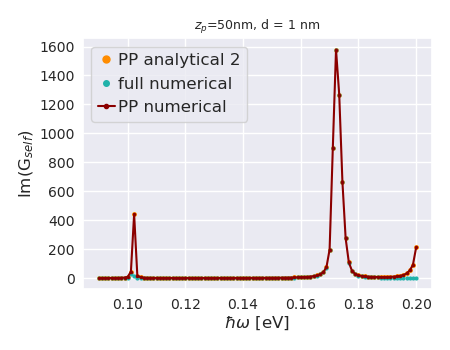 z_p=50nm, d = 1 nm
1600
1400
1200
1000
800
600
400
200
0
Im(G_self)
PP analytical 2
full numerical
PP numerical
0.10 0.12 0.14 0.16 0.18 0.20
ℏω [eV]